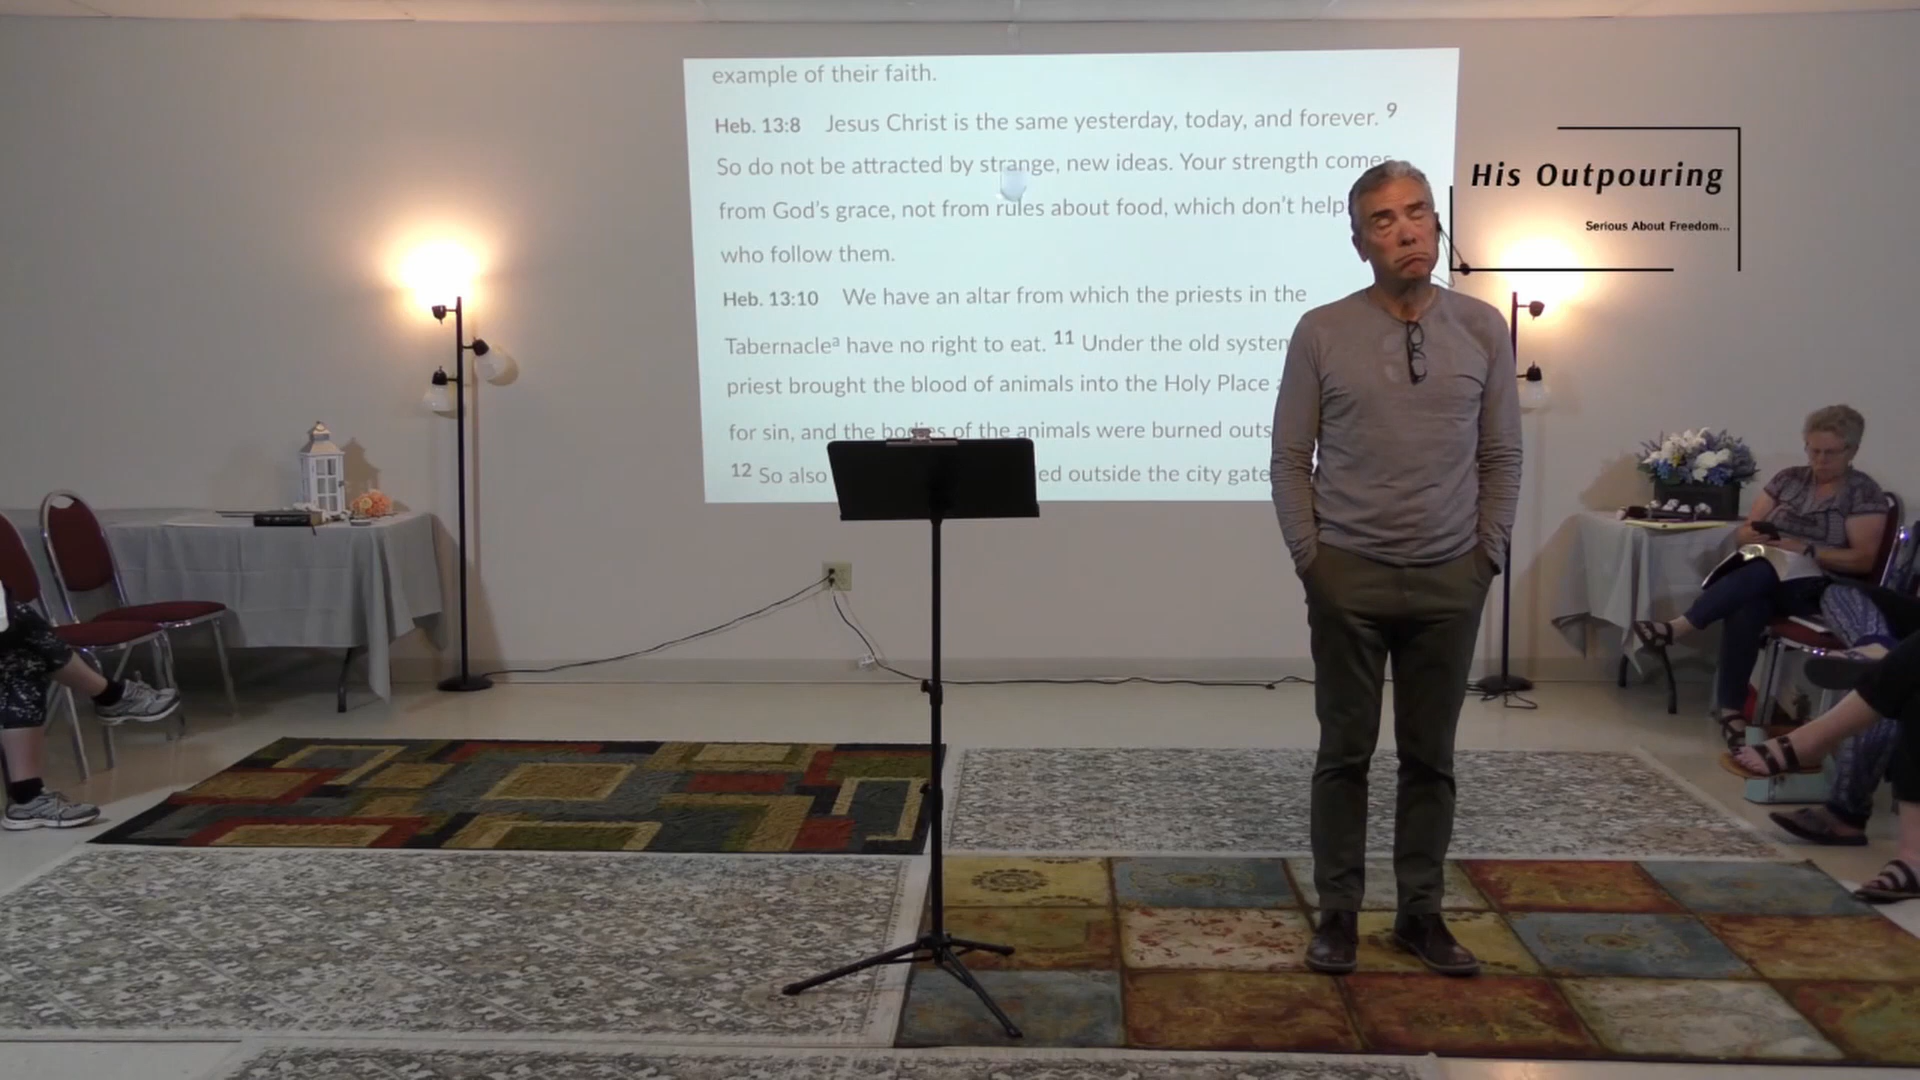 example of their faith.
Heb. 13:8 Jesus Christ is the same yesterday, today, and forever. 9
So do not be attracted by strange, new ideas. Your strength comes
from God's grace, not from rules about food, which don't help
who follow them.
Heb. 13:10 We have an altar from which the priests in the
Tabernacleª have no right to eat. 11 Under the old system
priest brought the blood of animals into the Holy Place
for sin, and the bodies of the animals were burned outs
12 So also ed outside the city gate
His Outpouring
Serious About Freedom...